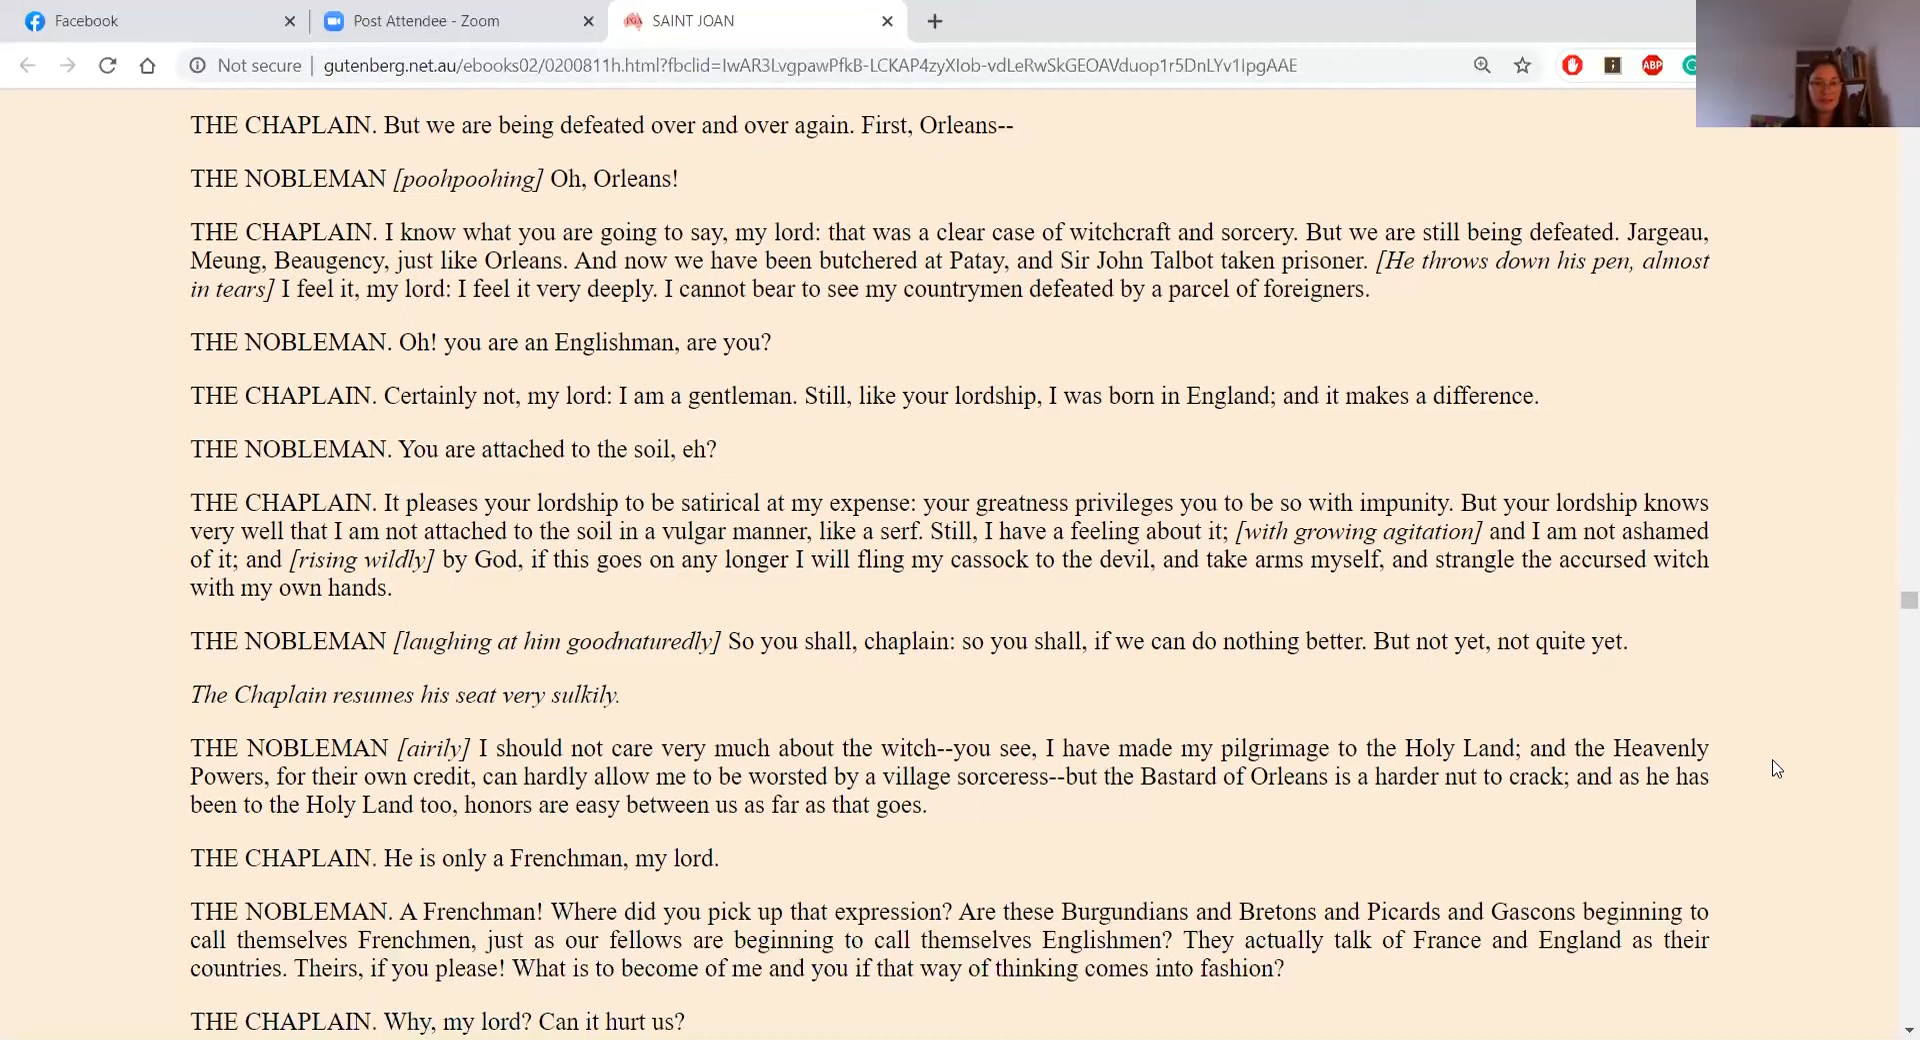 Facebook
Post Attendee - Zoom
SAINT JOAN
Not secure | gutenberg.net.au/ebooks02/0200811h.html?fbclid=IwAR3LvgpawPfkB-LCKAP4zyXIob-vdLeRwSkGEOAVduop1r5DnLYv1IpgAAE
ABP
THE CHAPLAIN. But we are being defeated over and over again. First, Orleans--
THE NOBLEMAN [poohpoohing] Oh, Orleans!
THE CHAPLAIN. I know what you are going to say, my lord: that was a clear case of witchcraft and sorcery. But we are still being defeated. Jargeau,
Meung, Beaugency, just like Orleans. And now we have been butchered at Patay, and Sir John Talbot taken prisoner. [He throws down his pen, almost
in tears] I feel it, my lord: I feel it very deeply. I cannot bear to see my countrymen defeated by a parcel of foreigners.
THE NOBLEMAN. Oh! you are an Englishman, are you?
THE CHAPLAIN. Certainly not, my lord: I am a gentleman. Still, like your lordship, I was born in England; and it makes a difference.
THE NOBLEMAN. You are attached to the soil, eh?
THE CHAPLAIN. It pleases your lordship to be satirical at my expense: your greatness privileges you to be so with impunity. But your lordship knows
very well that I am not attached to the soil in a vulgar manner, like a serf. Still, I have a feeling about it; [with growing agitation] and I am not ashamed
of it; and [rising wildly] by God, if this goes on any longer I will fling my cassock to the devil, and take arms myself, and strangle the accursed witch
with my own hands.
THE NOBLEMAN [laughing at him goodnaturedly] So you shall, chaplain: so you shall, if we can do nothing better. But not yet, not quite yet.
The Chaplain resumes his seat very sulkily.
THE NOBLEMAN [airily] I should not care very much about the witch--you see, I have made my pilgrimage to the Holy Land; and the Heavenly
Powers, for their own credit, can hardly allow me to be worsted by a village sorceress--but the Bastard of Orleans is a harder nut to crack; and as he has
been to the Holy Land too, honors are easy between us as far as that goes.
THE CHAPLAIN. He is only a Frenchman, my lord.
THE NOBLEMAN. A Frenchman! Where did you pick up that expression? Are these Burgundians and Bretons and Picards and Gascons beginning to
call themselves Frenchmen, just as our fellows are beginning to call themselves Englishmen? They actually talk of France and England as their
countries. Theirs, if you please! What is to become of me and you if that way of thinking comes into fashion?
THE CHAPLAIN. Why, my lord? Can it hurt us?